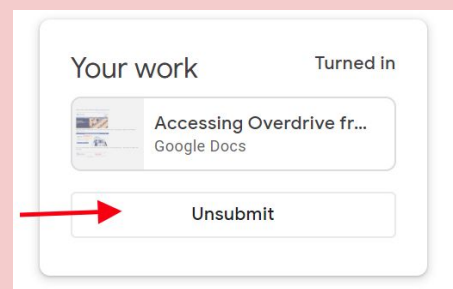 Your work Turned in
Accessing Overdrive fr...
Google Docs
Unsubmit